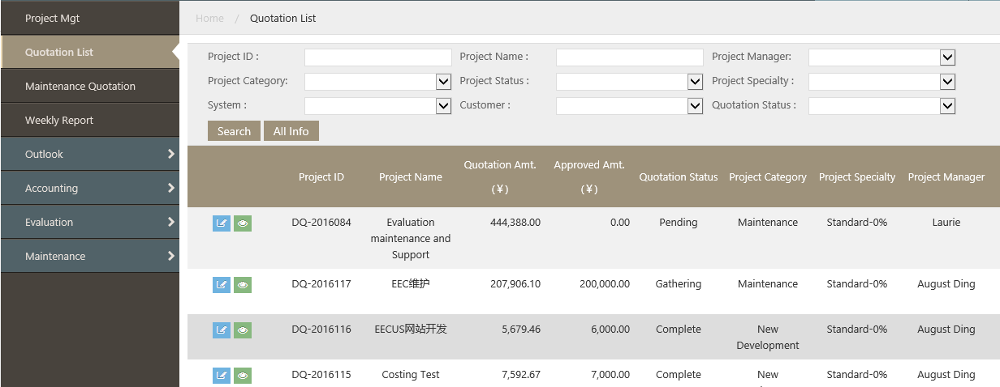 Project Mgt
Quotation List
Maintenance Quotation
Weekly Report
Outlook
Accounting
Evaluation
Maintenance
Home / Quotation List
Project ID : Project Name : Project Manager:
Project Category: Project Status : Project Specialty :
System : Customer : Quotation Status :
Search All Info
Project ID Project Name Quotation Amt. (¥) Approved Amt. (¥) Quotation Status Project Category Project Specialty Project Manager
DQ-2016084 Evaluation 444,388.00 0.00 Pending Maintenance Standard-0% Laurie
maintenance and
Support
DQ-2016117 EEC维护 207,906.10 200,000.00 Gathering Maintenance Standard-0% August Ding
DQ-2016116 EECUS网站开发 5,679.46 6,000.00 Complete New Standard-0% August Ding
Development
DQ-2016115 Costing Test 7,592.67 7,000.00 Complete New Standard-0% August Ding